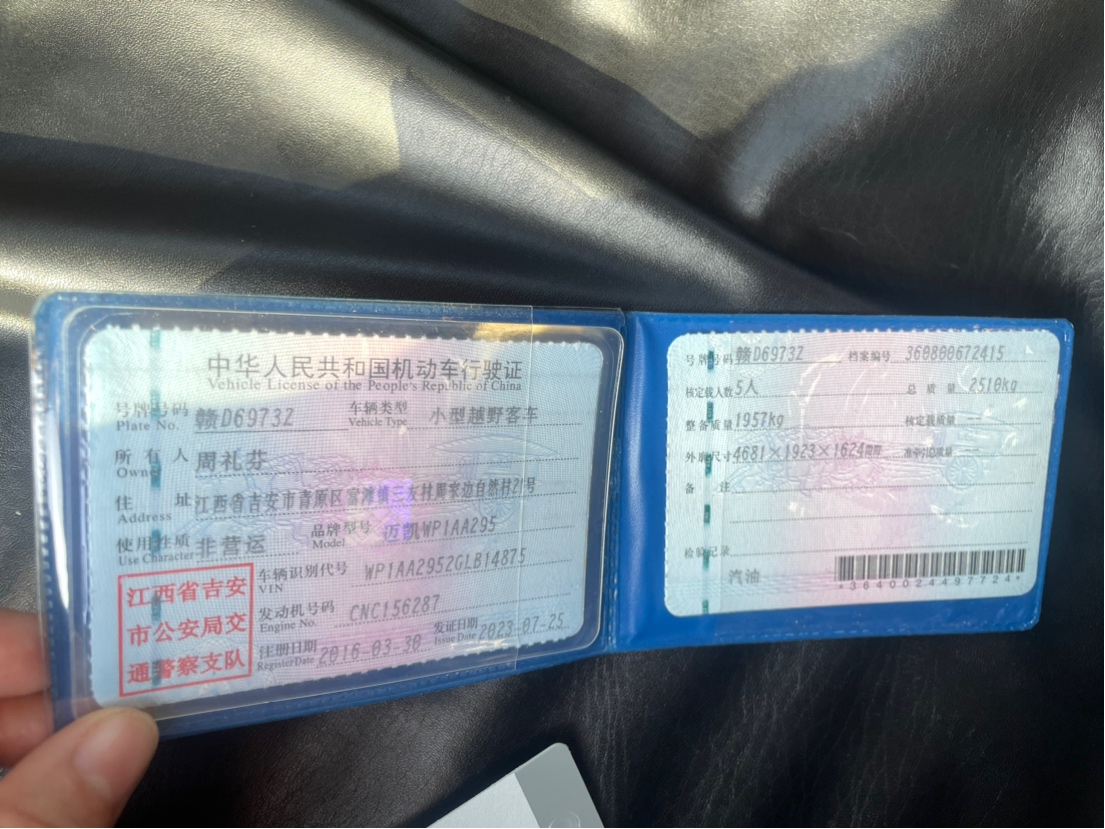 中华人民共和国机动车行驶证
Vehicle License of the People's Republic of China
号牌号码 赣D6973Z 车辆类型 小型越野客车
Plate No. Vehicle Type
所有人 周礼芬
Owner
住址 江西省吉安市青原区富滩镇三友村周家边自然村21号
Address
使用性质 非营运 品牌型号 迈凯WP1AA295
Use Character Model
江西省吉安
市公安局交
通警察支队
车辆识别代号 WP1AA2952GLB14875
VIN
发动机号码 CNC156287
Engine No.
注册日期 2016-03-30 发证日期 2023-07-25
Register Date Issue Date
号牌号码 赣D6973Z 档案编号 360800672415
核定载人数 5人 总质量 2510kg
整备质量 1957kg 核定载质量 --
外廓尺寸 4681×1923×1624mm 准牵引总质量 --
备注
检验记录
汽油
*3640024497724*